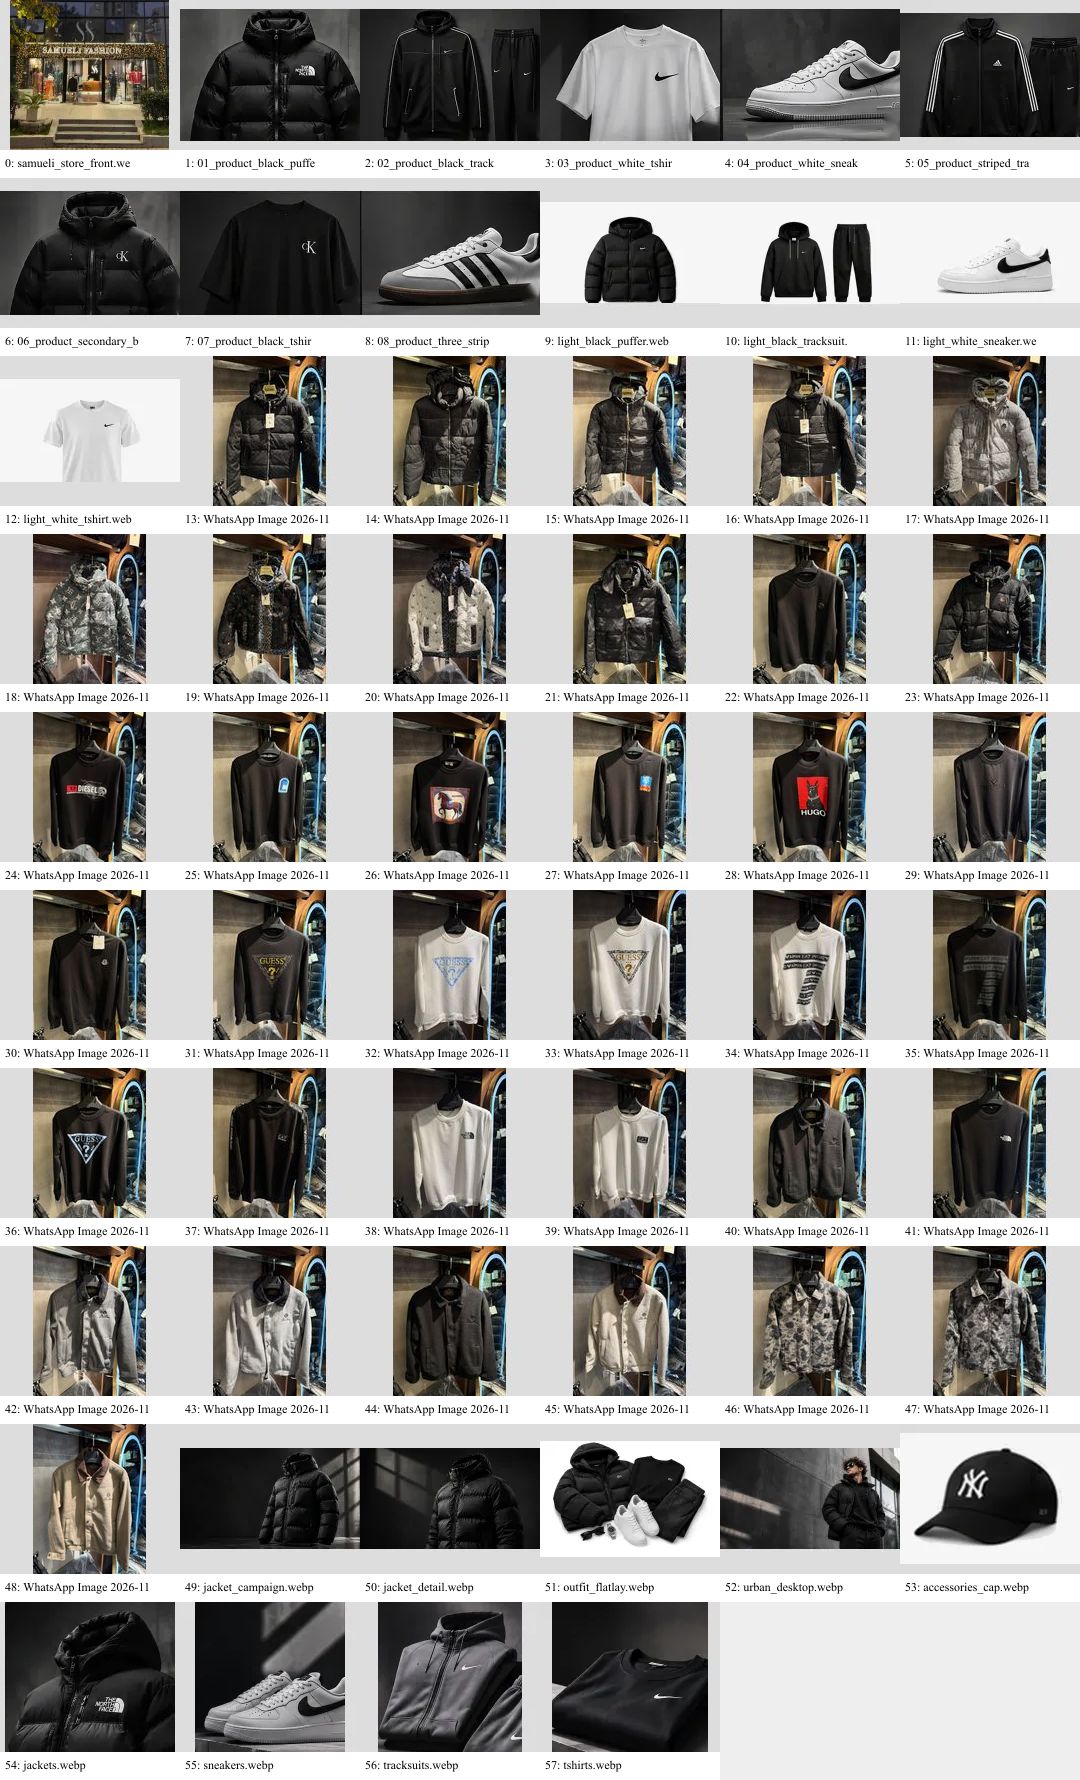 SAMUELI FASHION
THE NORTH FACE
CK
CK
0: samueli_store_front.we
1: 01_product_black_puffe
2: 02_product_black_track
3: 03_product_white_tshir
4: 04_product_white_sneak
5: 05_product_striped_tra
6: 06_product_secondary_b
7: 07_product_black_tshir
8: 08_product_three_strip
9: light_black_puffer.web
10: light_black_tracksuit.
11: light_white_sneaker.we
12: light_white_tshirt.web
13: WhatsApp Image 2026-11
14: WhatsApp Image 2026-11
15: WhatsApp Image 2026-11
16: WhatsApp Image 2026-11
17: WhatsApp Image 2026-11
18: WhatsApp Image 2026-11
19: WhatsApp Image 2026-11
20: WhatsApp Image 2026-11
21: WhatsApp Image 2026-11
22: WhatsApp Image 2026-11
23: WhatsApp Image 2026-11
DIESEL
HUGO
24: WhatsApp Image 2026-11
25: WhatsApp Image 2026-11
26: WhatsApp Image 2026-11
27: WhatsApp Image 2026-11
28: WhatsApp Image 2026-11
29: WhatsApp Image 2026-11
GUESS
?
GUESS
?
GUESS
?
30: WhatsApp Image 2026-11
31: WhatsApp Image 2026-11
32: WhatsApp Image 2026-11
33: WhatsApp Image 2026-11
34: WhatsApp Image 2026-11
35: WhatsApp Image 2026-11
GUESS
?
36: WhatsApp Image 2026-11
37: WhatsApp Image 2026-11
38: WhatsApp Image 2026-11
39: WhatsApp Image 2026-11
40: WhatsApp Image 2026-11
41: WhatsApp Image 2026-11
42: WhatsApp Image 2026-11
43: WhatsApp Image 2026-11
44: WhatsApp Image 2026-11
45: WhatsApp Image 2026-11
46: WhatsApp Image 2026-11
47: WhatsApp Image 2026-11
NY
48: WhatsApp Image 2026-11
49: jacket_campaign.webp
50: jacket_detail.webp
51: outfit_flatlay.webp
52: urban_desktop.webp
53: accessories_cap.webp
THE
NORTH
FACE
54: jackets.webp
55: sneakers.webp
56: tracksuits.webp
57: tshirts.webp